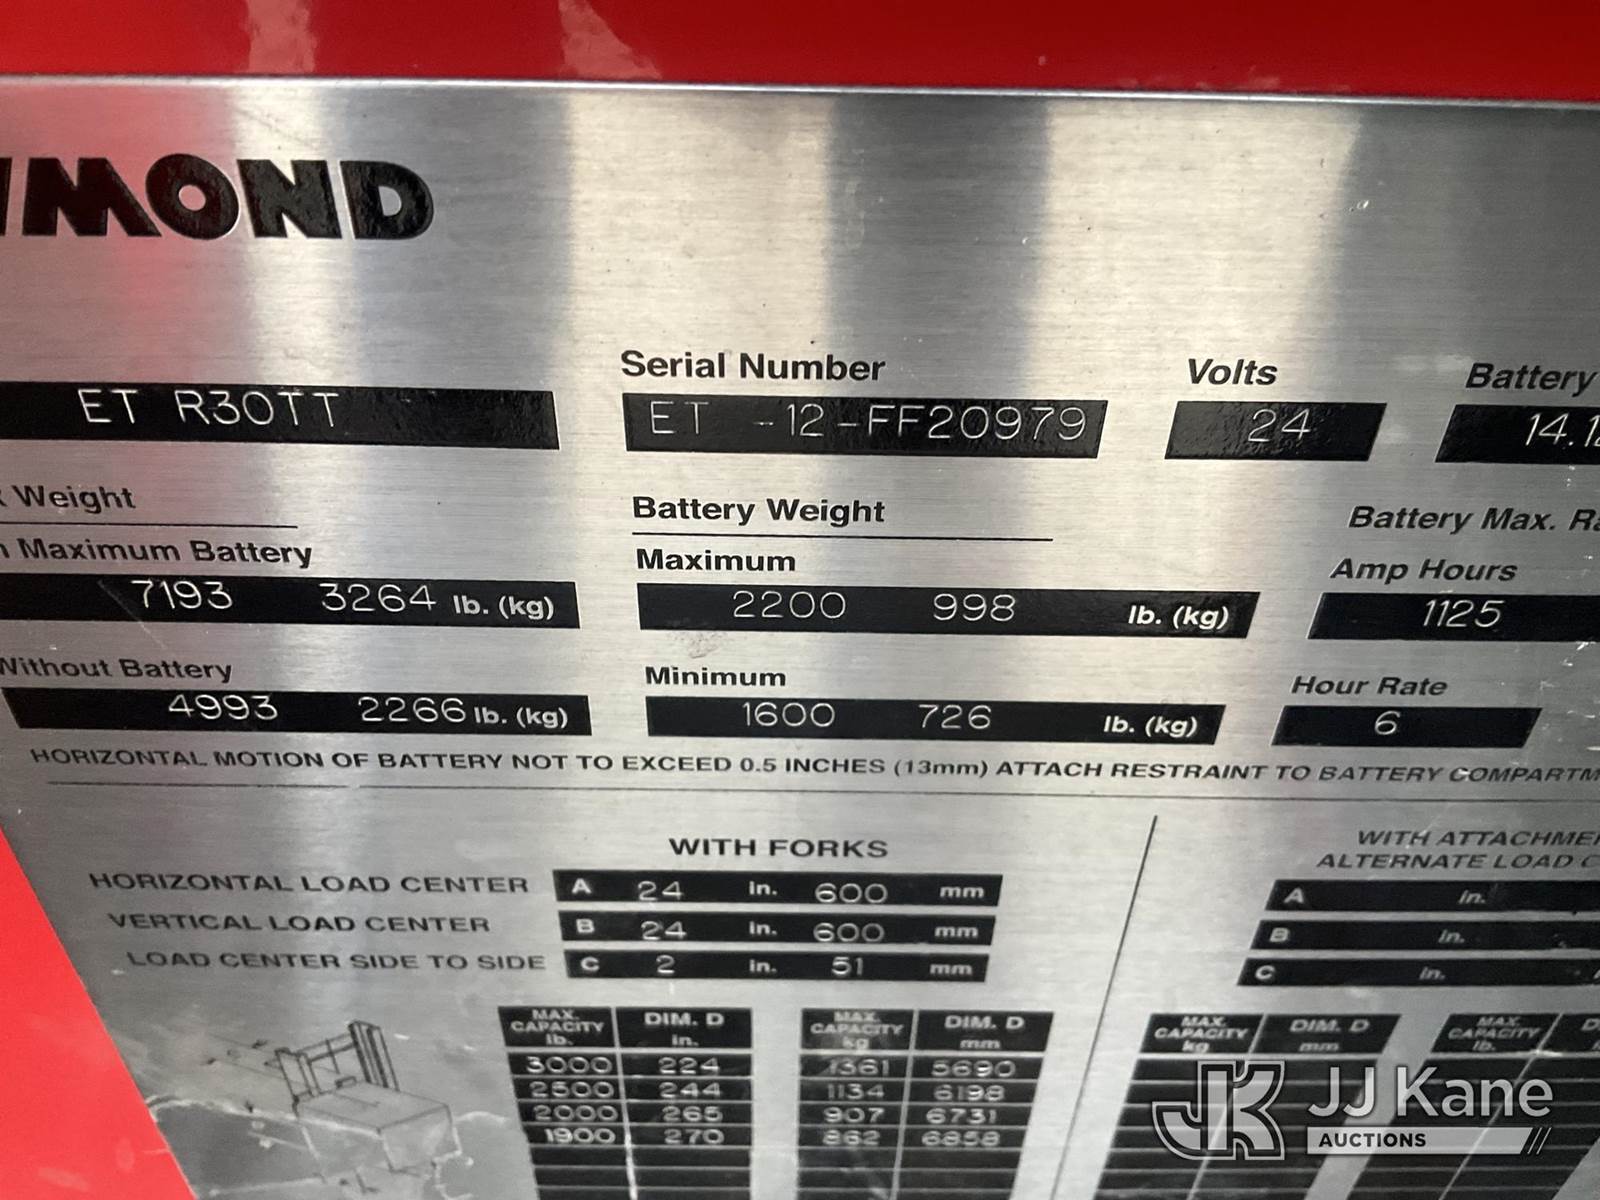 MOND
Serial Number Volts Battery
ET R30TT ET -12-FF20979 24 14.1
Weight Battery Weight Battery Max.
Maximum Battery Maximum Amp Hours
7193 3264 lb. (kg) 2200 998 lb. (kg) 1125
Without Battery Minimum Hour Rate
4993 2266 lb. (kg) 1600 726 lb. (kg) 6
HORIZONTAL MOTION OF BATTERY NOT TO EXCEED 0.5 INCHES (13mm) ATTACH RESTRAINT TO BATTERY COMPARTM
WITH FORKS WITH ATTACHME
ALTERNATE LOAD C
HORIZONTAL LOAD CENTER A 24 in. 600 mm A in.
VERTICAL LOAD CENTER B 24 in. 600 mm B in.
LOAD CENTER SIDE TO SIDE C 2 in. 51 mm C in.
MAX. CAPACITY lb. DIM. D in. MAX. CAPACITY kg DIM. D mm MAX. CAPACITY kg DIM. D mm MAX. CAPACITY lb. D
3000 224 1361 5690
2500 244 1134 6198
2000 265 907 6731
1900 270 862 6858
JK JJ Kane
AUCTIONS